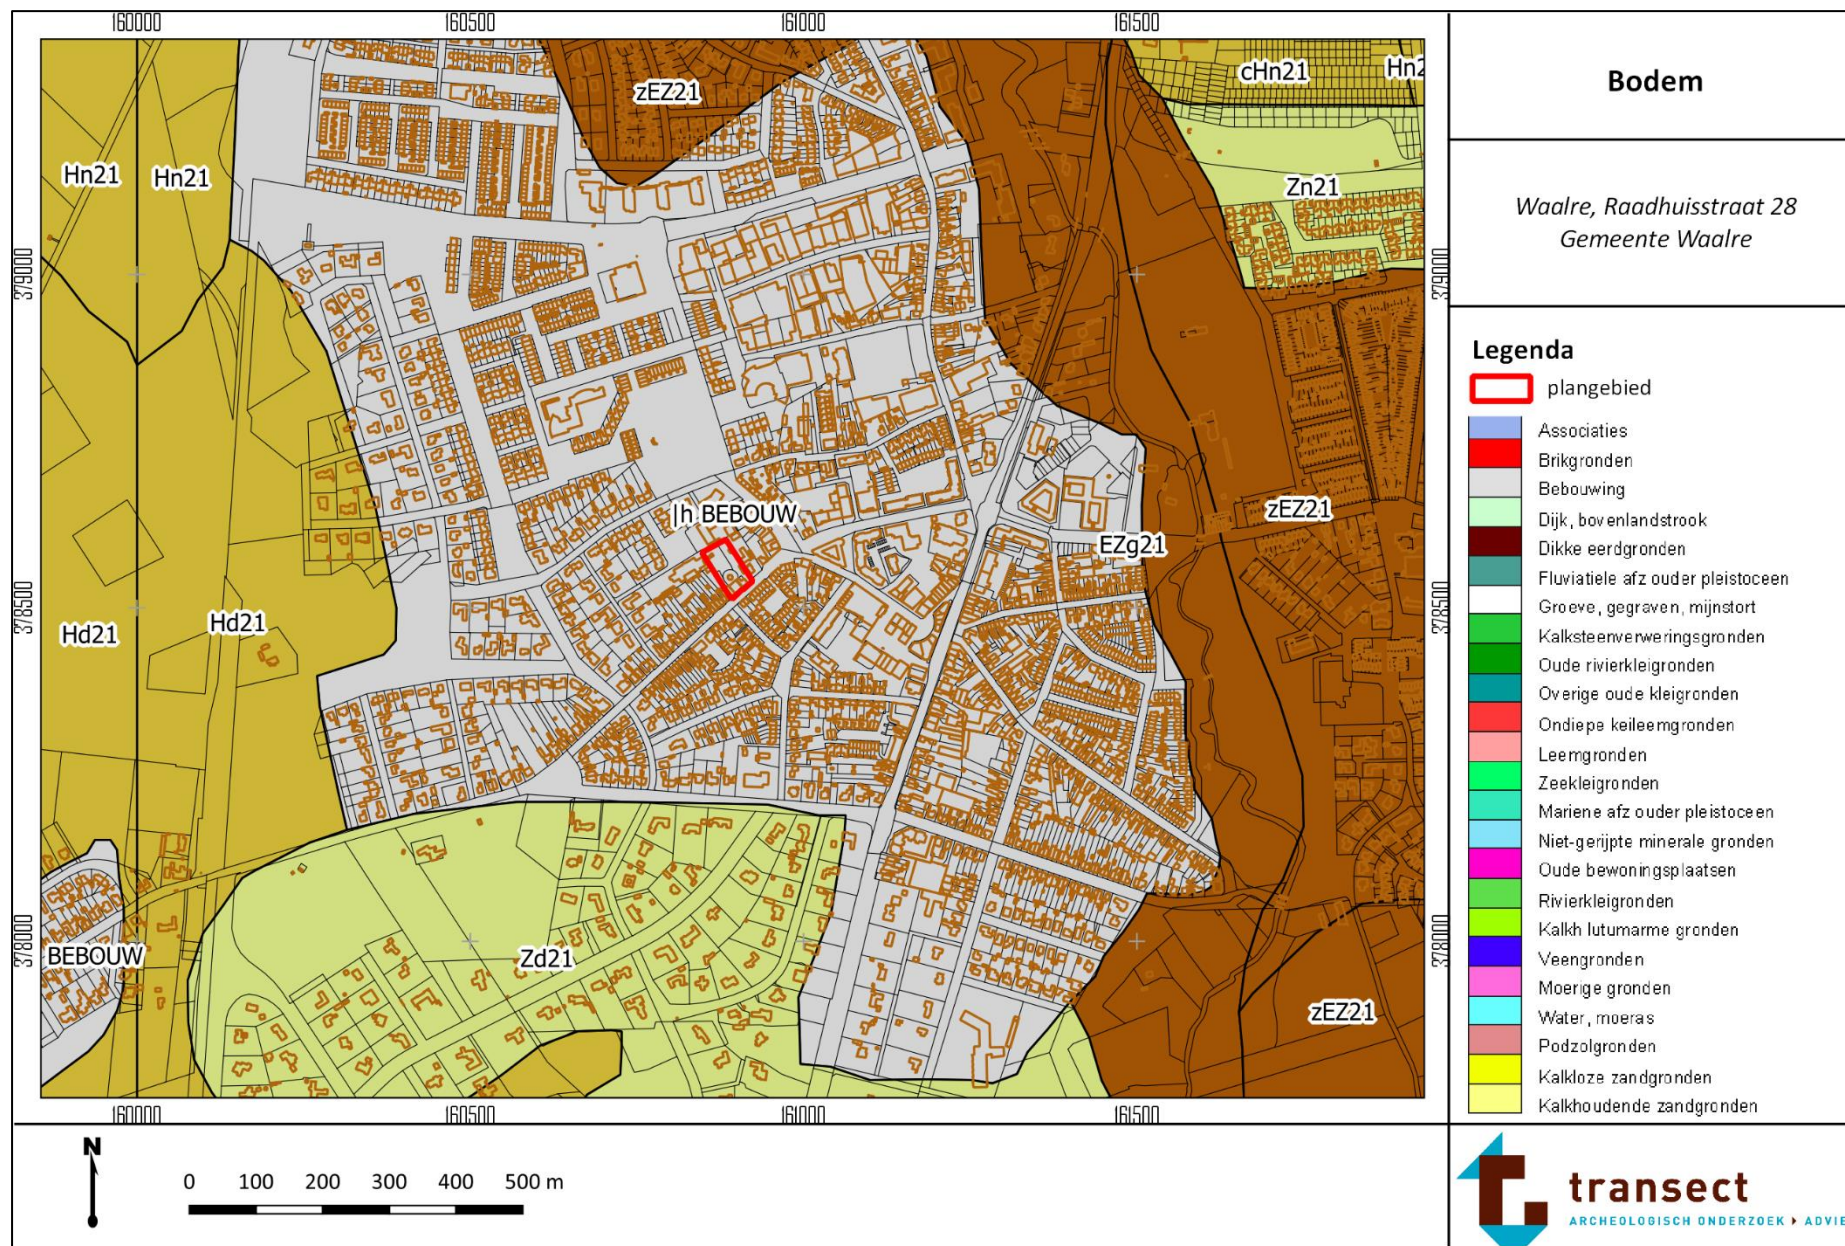 160000 160500 161000 161500
cHn21 Hn2
zEZ21
Hn21 Hn21
Zn21
379000 379000
|h BEBOUW
zEZ21
EZg21
378500 378500
Hd21 Hd21
BEBOUW
Zd21
378000 378000
zEZ21
160000 160500 161000 161500
N
0 100 200 300 400 500 m
Bodem
Waalre, Raadhuisstraat 28
Gemeente Waalre
Legenda
plangebied
Associaties
Brikgronden
Bebouwing
Dijk, bovenlandstrook
Dikke eerdgronden
Fluviatiele afz ouder pleistoceen
Groeve, gegraven, mijnstort
Kalksteenverweringsgronden
Oude rivierkleigronden
Overige oude kleigronden
Ondiepe keileemgronden
Leemgronden
Zeekleigronden
Mariene afz ouder pleistoceen
Niet-gerijpte minerale gronden
Oude bewoningsplaatsen
Rivierkleigronden
Kalkh lutumarme gronden
Veengronden
Moerige gronden
Water, moeras
Podzolgronden
Kalkloze zandgronden
Kalkhoudende zandgronden
transect
ARCHEOLOGISCH ONDERZOEK ADVIE